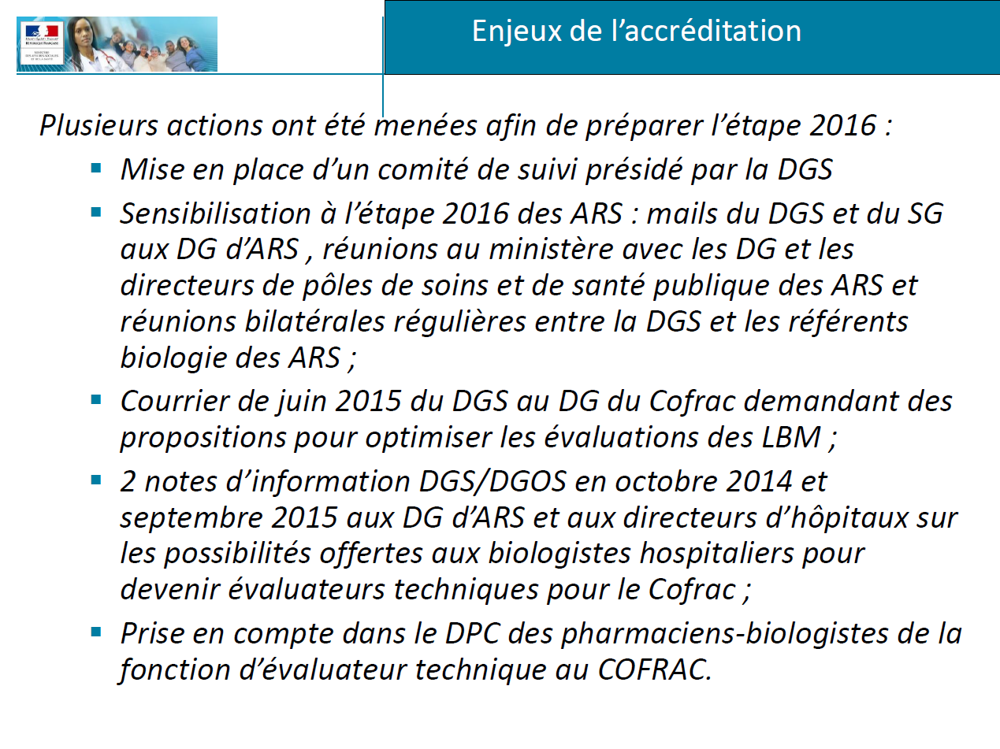 Enjeux de l’accréditation
RÉPUBLIQUE FRANÇAISE
MINISTÈRE
DES AFFAIRES SOCIALES
ET DE LA SANTÉ
Plusieurs actions ont été menées afin de préparer l’étape 2016 :
▪ Mise en place d’un comité de suivi présidé par la DGS
▪ Sensibilisation à l’étape 2016 des ARS : mails du DGS et du SG
aux DG d’ARS , réunions au ministère avec les DG et les
directeurs de pôles de soins et de santé publique des ARS et
réunions bilatérales régulières entre la DGS et les référents
biologie des ARS ;
▪ Courrier de juin 2015 du DGS au DG du Cofrac demandant des
propositions pour optimiser les évaluations des LBM ;
▪ 2 notes d’information DGS/DGOS en octobre 2014 et
septembre 2015 aux DG d’ARS et aux directeurs d’hôpitaux sur
les possibilités offertes aux biologistes hospitaliers pour
devenir évaluateurs techniques pour le Cofrac ;
▪ Prise en compte dans le DPC des pharmaciens-biologistes de la
fonction d’évaluateur technique au COFRAC.